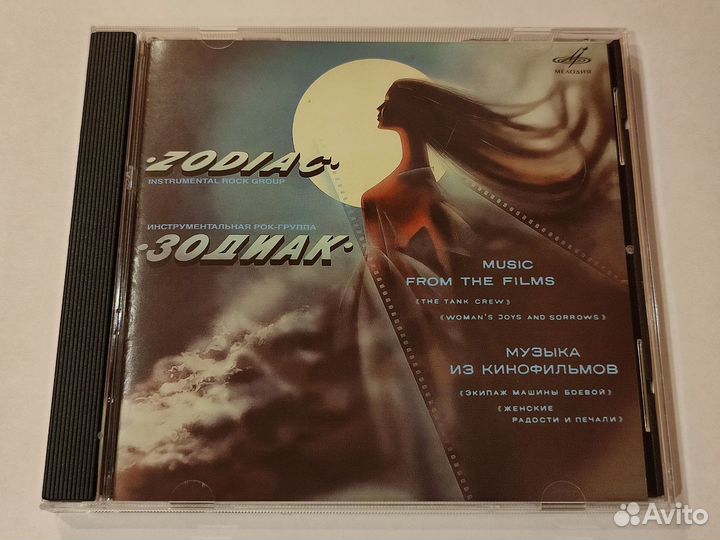 МЕЛОДИЯ
·ZODIAC·
INSTRUMENTAL ROCK GROUP
ИНСТРУМЕНТАЛЬНАЯ РОК-ГРУППА
·ЗОДИАК·
MUSIC
FROM THE FILMS
《THE TANK CREW》
《WOMAN'S JOYS AND SORROWS》
МУЗЫКА
ИЗ КИНОФИЛЬМОВ
《ЭКИПАЖ МАШИНЫ БОЕВОЙ》
《ЖЕНСКИЕ
РАДОСТИ И ПЕЧАЛИ》
Avito